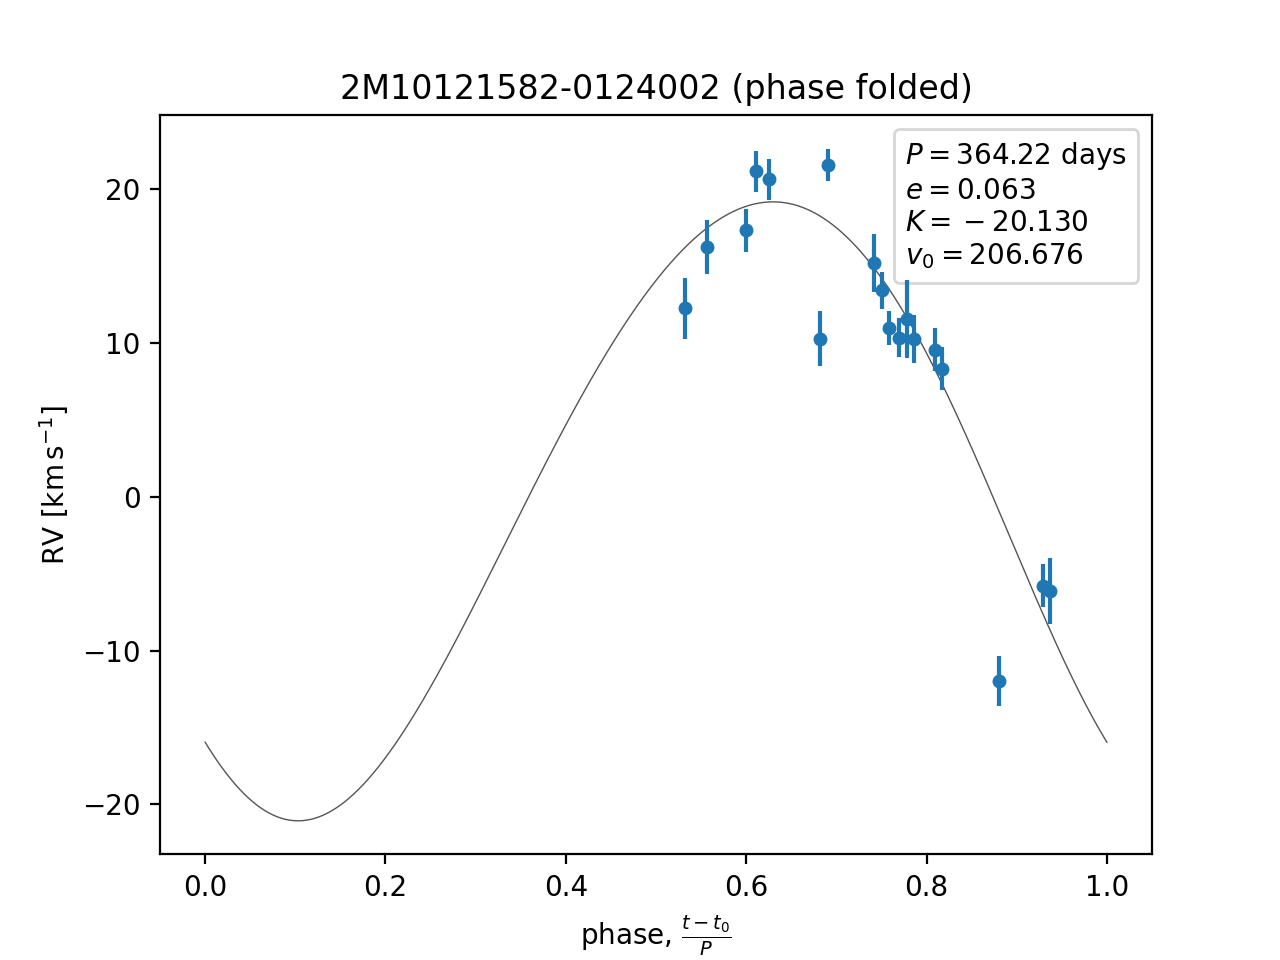 2M10121582-0124002 (phase folded)
P = 364.22 days
e = 0.063
K = − 20.130
v₀ = 206.676
RV [km s⁻¹]
20
10
0
−10
−20
0.0 0.2 0.4 0.6 0.8 1.0
phase, (t − t₀)/P